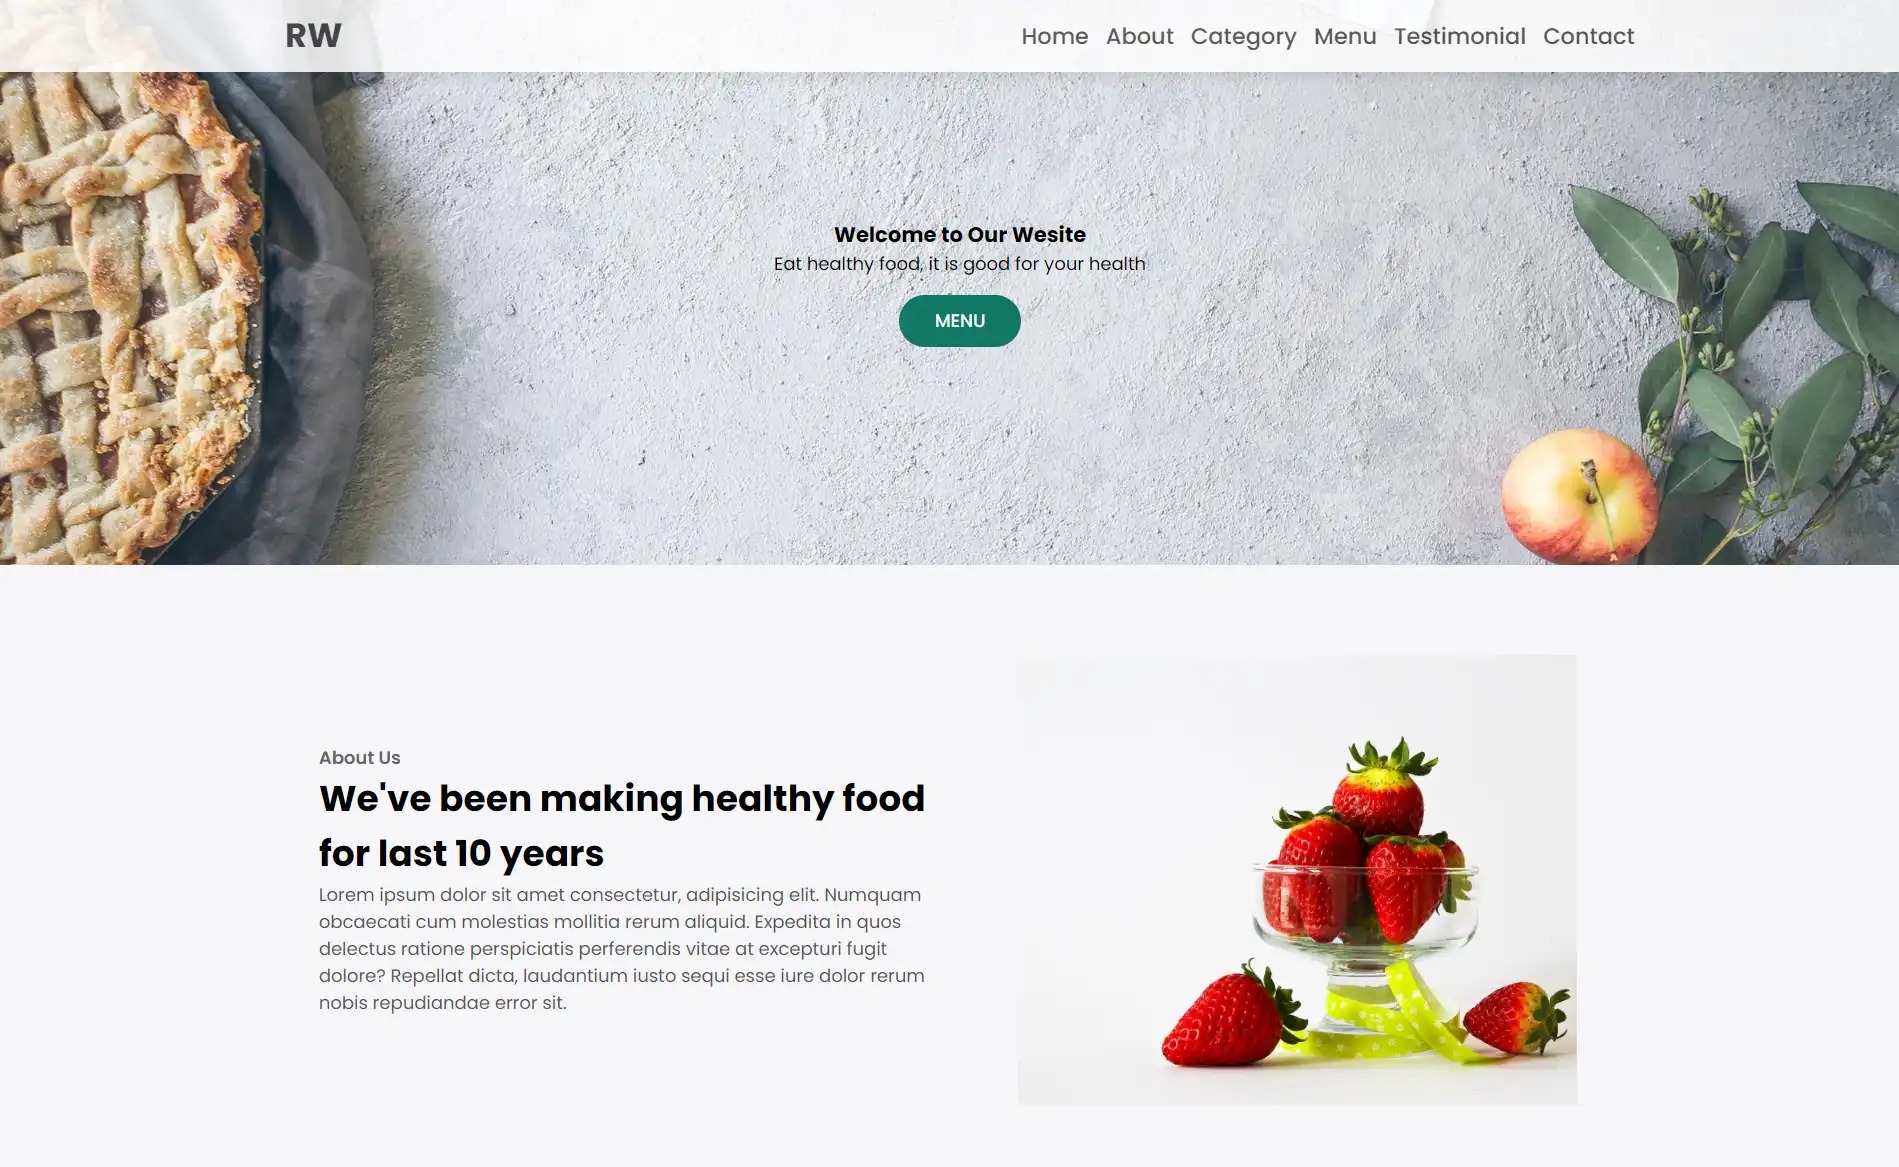 RW
Home About Category Menu Testimonial Contact
Welcome to Our Wesite
Eat healthy food, it is good for your health
MENU
About Us
We've been making healthy food
for last 10 years
Lorem ipsum dolor sit amet consectetur, adipisicing elit. Numquam
obcaecati cum molestias mollitia rerum aliquid. Expedita in quos
delectus ratione perspiciatis perferendis vitae at excepturi fugit
dolore? Repellat dicta, laudantium iusto sequi esse iure dolor rerum
nobis repudiandae error sit.